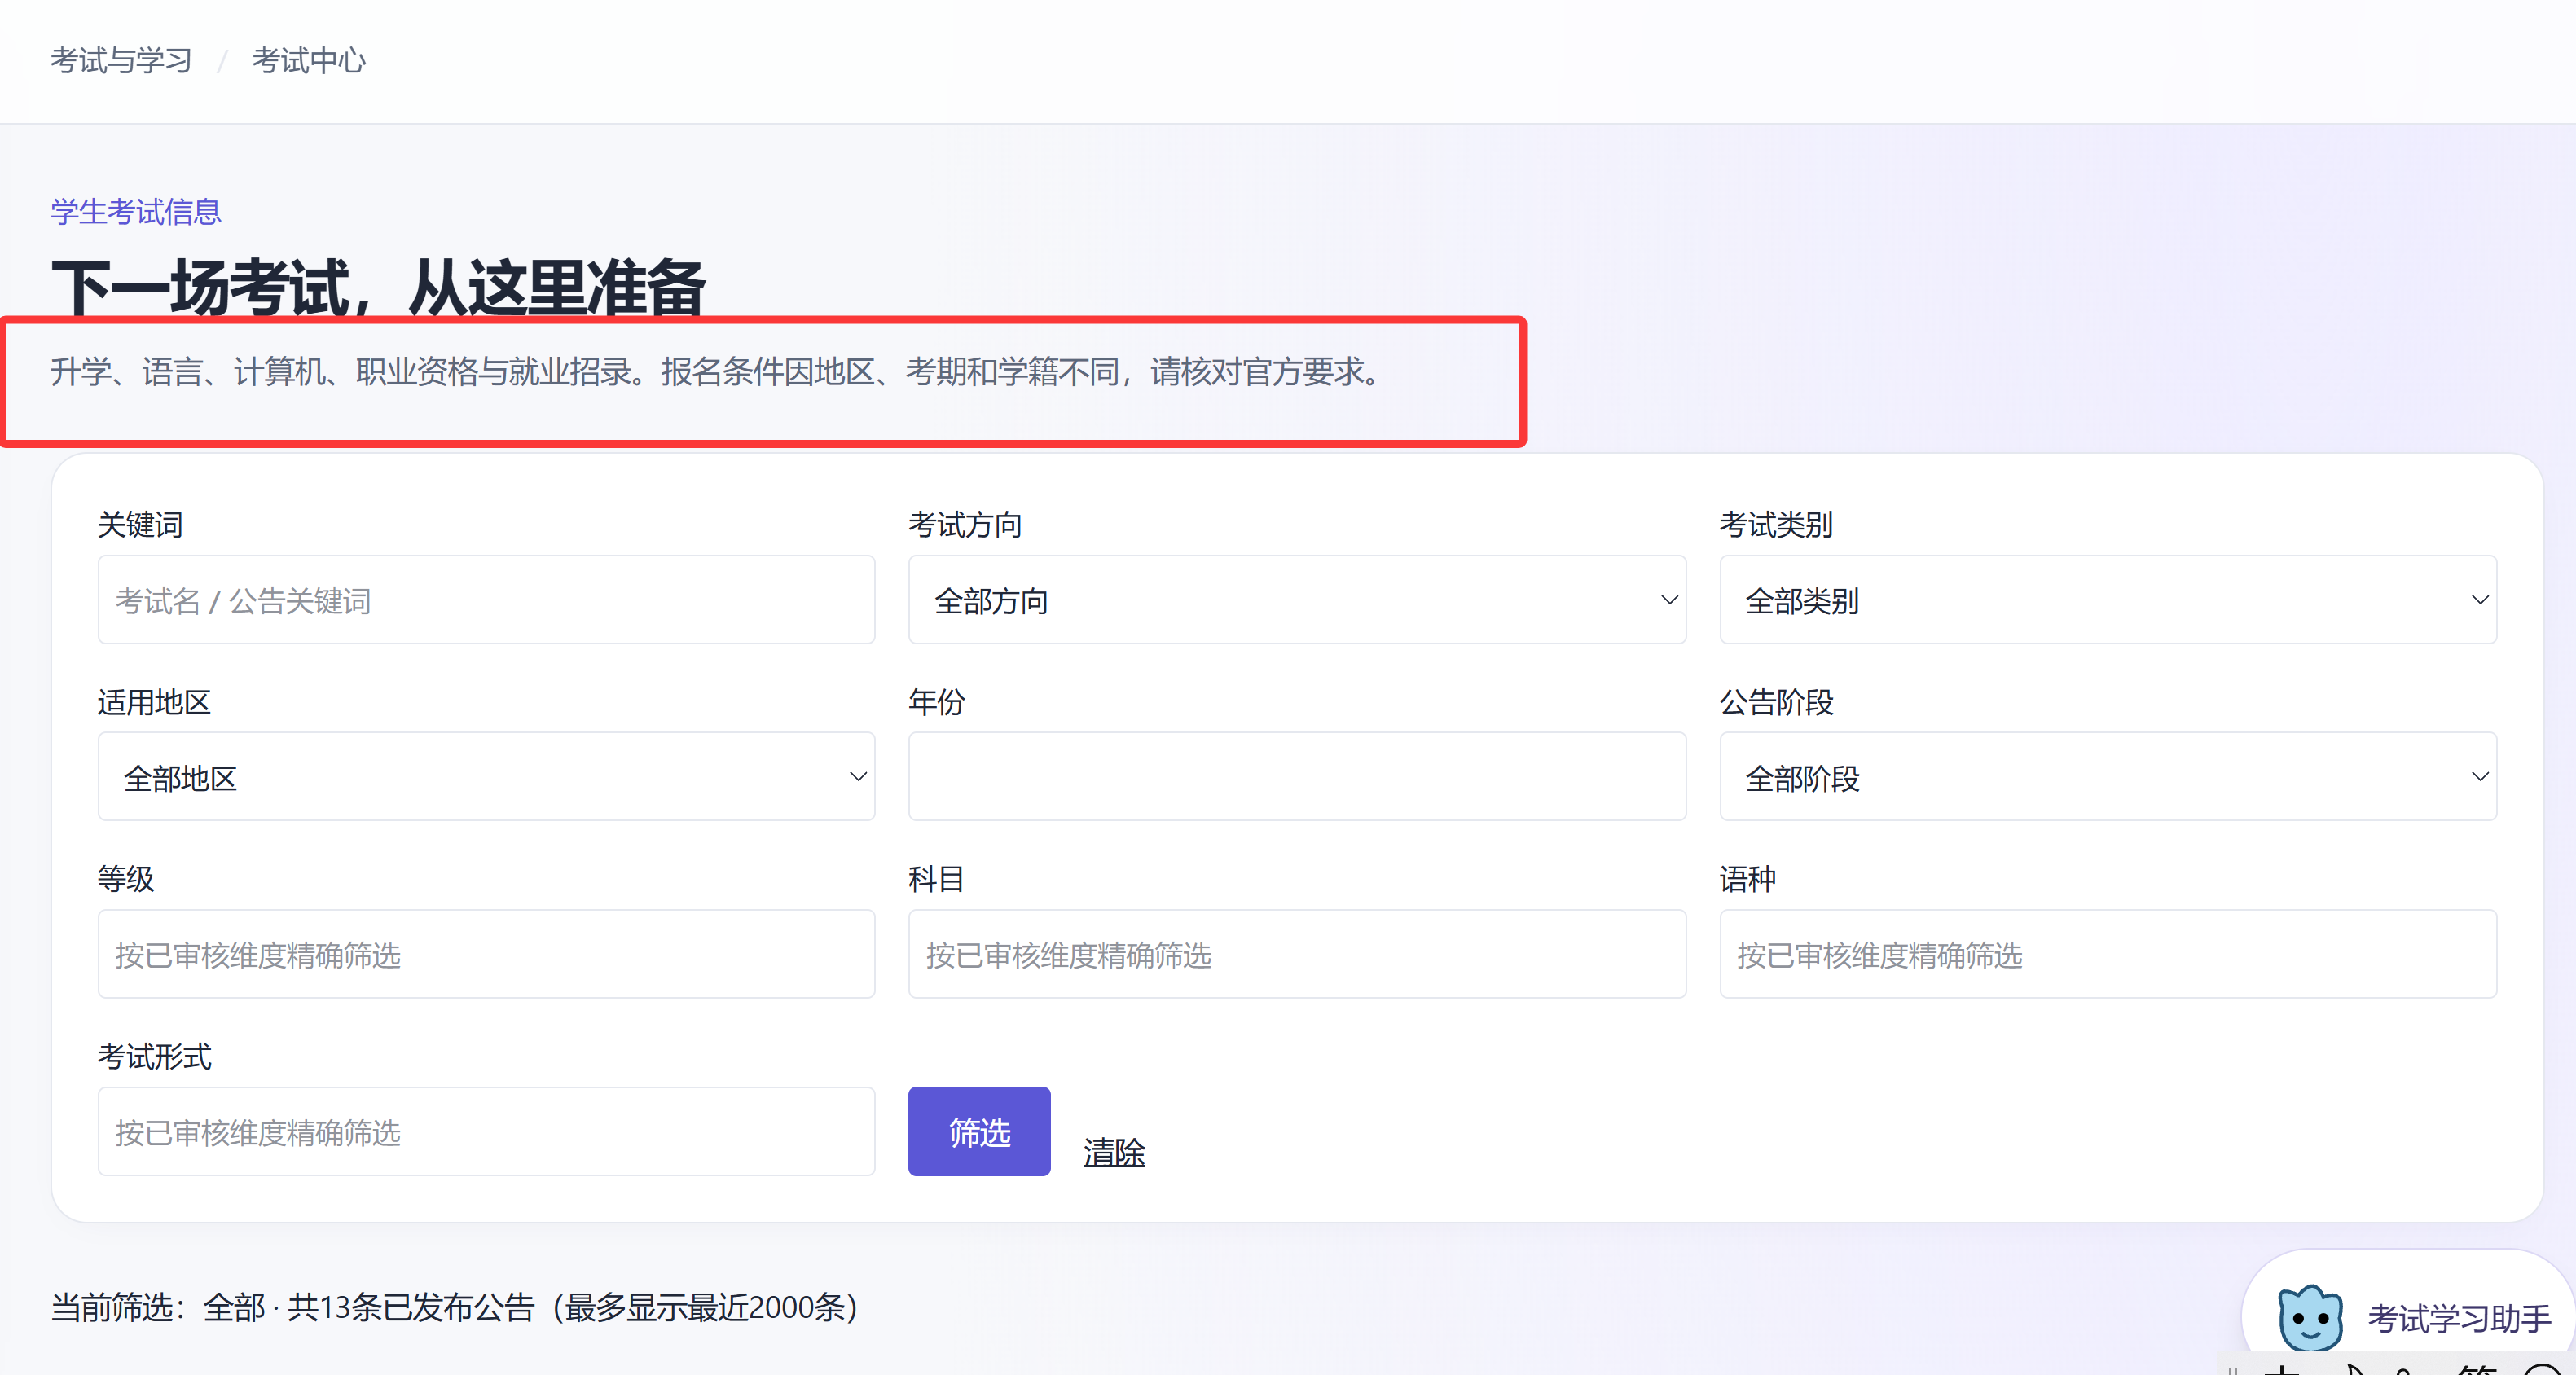 考试与学习 / 考试中心
学生考试信息
下一场考试，从这里准备
升学、语言、计算机、职业资格与就业招录。报名条件因地区、考期和学籍不同，请核对官方要求。
关键词 考试方向 考试类别
考试名 / 公告关键词 全部方向 全部类别
适用地区 年份 公告阶段
全部地区 全部阶段
等级 科目 语种
按已审核维度精确筛选 按已审核维度精确筛选 按已审核维度精确筛选
考试形式
按已审核维度精确筛选 筛选 清除
当前筛选：全部 · 共13条已发布公告（最多显示最近2000条）
考试学习助手